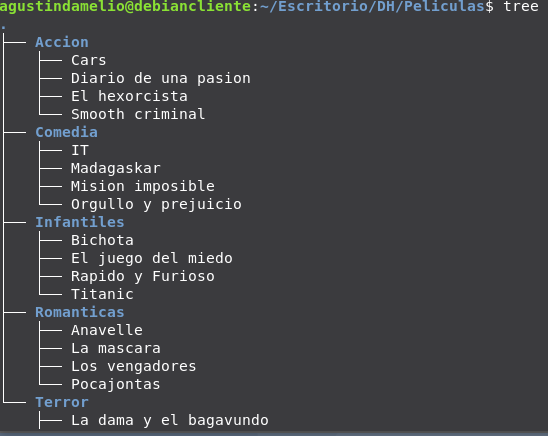 agustindamelio@debiancliente:~/Escritorio/DH/Peliculas$ tree
.
├── Accion
│   ├── Cars
│   ├── Diario de una pasion
│   ├── El hexorcista
│   └── Smooth criminal
├── Comedia
│   ├── IT
│   ├── Madagaskar
│   ├── Mision imposible
│   └── Orgullo y prejuicio
├── Infantiles
│   ├── Bichota
│   ├── El juego del miedo
│   ├── Rapido y Furioso
│   └── Titanic
├── Romanticas
│   ├── Anavelle
│   ├── La mascara
│   ├── Los vengadores
│   └── Pocajontas
└── Terror
    ├── La dama y el bagavundo